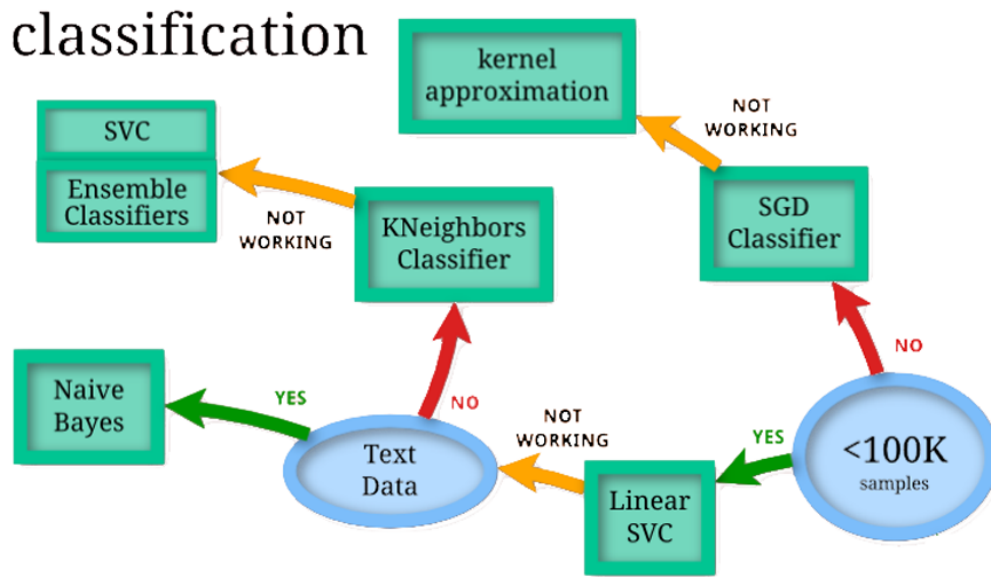 classification
kernel
approximation
NOT
WORKING
SVC
Ensemble
Classifiers
NOT
WORKING
KNeighbors
Classifier
SGD
Classifier
NO
Naive
Bayes
YES
NO
Text
Data
NOT
WORKING
Linear
SVC
YES
<100K
samples